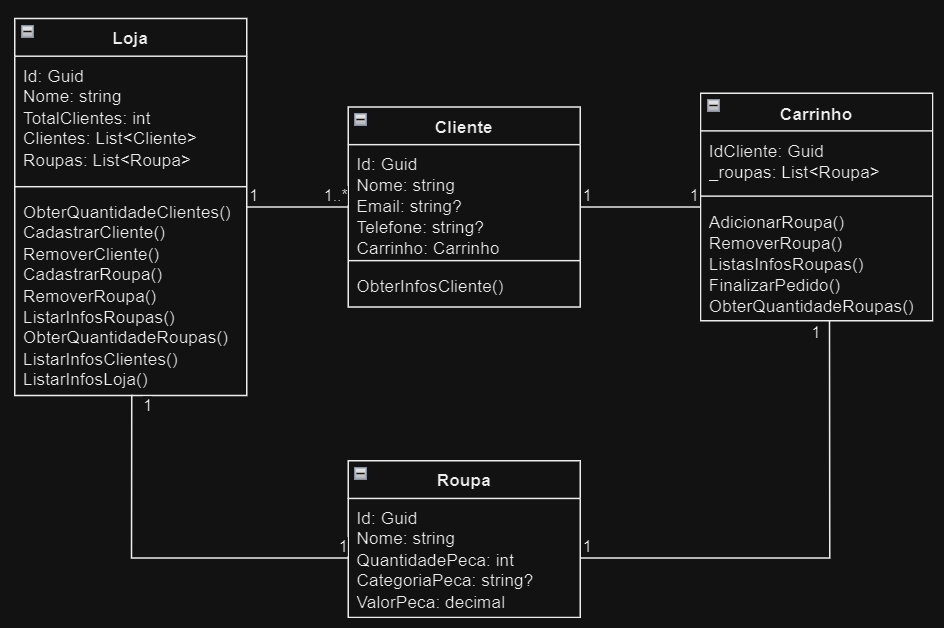 Loja
Id: Guid
Nome: string
TotalClientes: int
Clientes: List<Cliente>
Roupas: List<Roupa>
ObterQuantidadeClientes()
CadastrarCliente()
RemoverCliente()
CadastrarRoupa()
RemoverRoupa()
ListarInfosRoupas()
ObterQuantidadeRoupas()
ListarInfosClientes()
ListarInfosLoja()
1
1..*
Cliente
Id: Guid
Nome: string
Email: string?
Telefone: string?
Carrinho: Carrinho
ObterInfosCliente()
1
1
Carrinho
IdCliente: Guid
_roupas: List<Roupa>
AdicionarRoupa()
RemoverRoupa()
ListasInfosRoupas()
FinalizarPedido()
ObterQuantidadeRoupas()
1
1
1
Roupa
Id: Guid
Nome: string
QuantidadePeca: int
CategoriaPeca: string?
ValorPeca: decimal
1